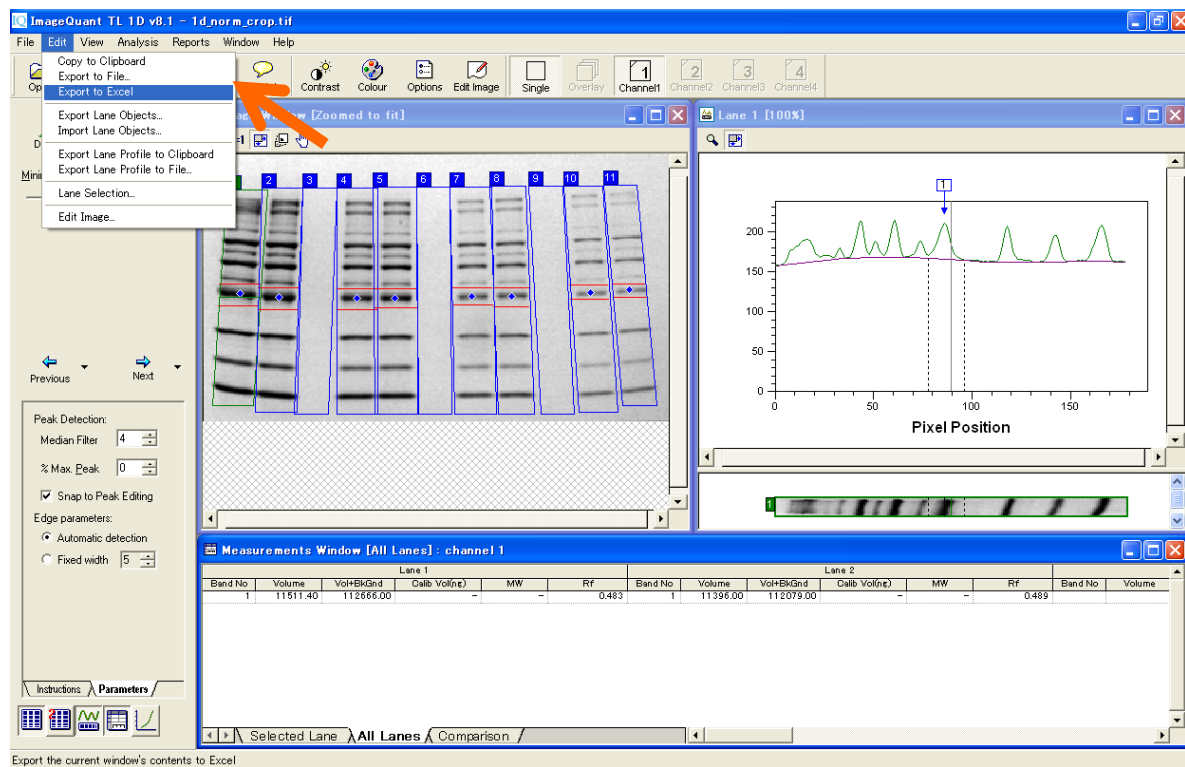 IQ ImageQuant TL 1D v8.1 - 1d_norm_crop.tif
File Edit View Analysis Reports Window Help
Copy to Clipboard
Export to File...
Export to Excel
Export Lane Objects...
Import Lane Objects...
Export Lane Profile to Clipboard
Export Lane Profile to File...
Lane Selection...
Edit Image...
Contrast Colour Options Edit Image Single Overlay Channel1 Channel2 Channel3 Channel4
1 2 3 4
Window [Zoomed to fit]
2 3 4 5 6 7 8 9 10 11
Lane 1 [100%]
1
200
150
100
50
0
0 50 100 150
Pixel Position
1
Previous Next
Peak Detection:
Median Filter 4
% Max. Peak 0
Snap to Peak Editing
Edge parameters:
Automatic detection
Fixed width 5
Instructions Parameters
Measurements Window [All Lanes] : channel 1
Lane 1 Lane 2
Band No Volume Vol+BkGnd Calib Vol(ng) MW Rf Band No Volume Vol+BkGnd Calib Vol(ng) MW Rf Band No Volume
1 11511.40 112666.00 - - 0.483 1 11396.00 112079.00 - - 0.489
Selected Lane All Lanes Comparison
Export the current window's contents to Excel